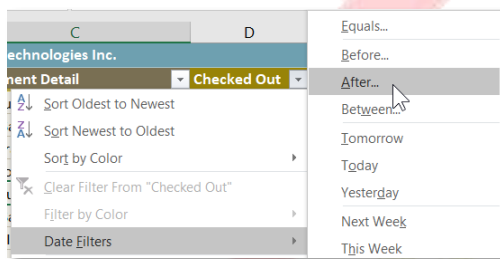 C D
echnologies Inc.
ment Detail Checked Out
Sort Oldest to Newest
Sort Newest to Oldest
Sort by Color
Clear Filter From "Checked Out"
Filter by Color
Date Filters
Equals...
Before...
After...
Between...
Tomorrow
Today
Yesterday
Next Week
This Week